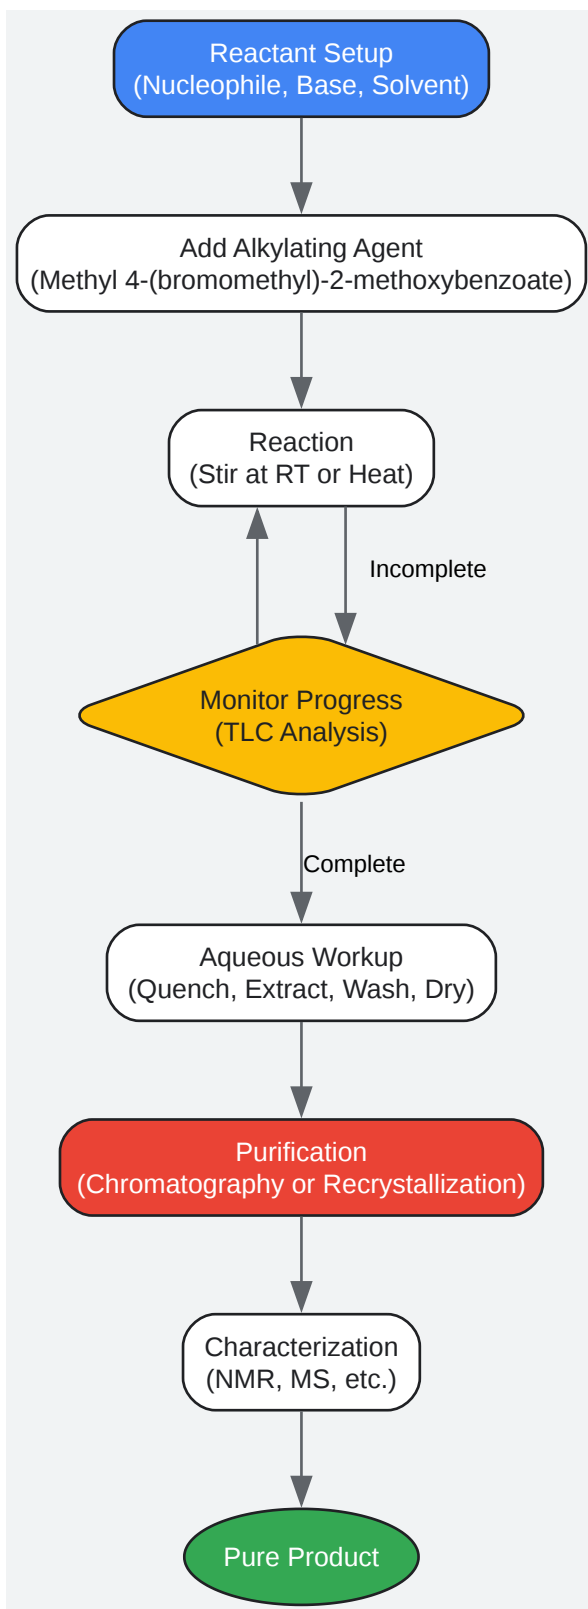 Reactant Setup
(Nucleophile, Base, Solvent)
Add Alkylating Agent
(Methyl 4-(bromomethyl)-2-methoxybenzoate)
Reaction
(Stir at RT or Heat)
Incomplete
Monitor Progress
(TLC Analysis)
Complete
Aqueous Workup
(Quench, Extract, Wash, Dry)
Purification
(Chromatography or Recrystallization)
Characterization
(NMR, MS, etc.)
Pure Product